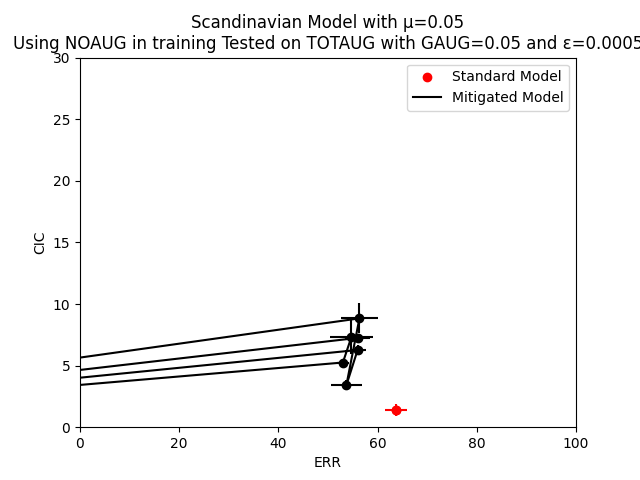 Scandinavian Model with μ=0.05
Using NOAUG in training Tested on TOTAUG with GAUG=0.05 and ε=0.0005
30
25
20
15
10
5
0
CIC
Standard Model
Mitigated Model
0 20 40 60 80 100
ERR